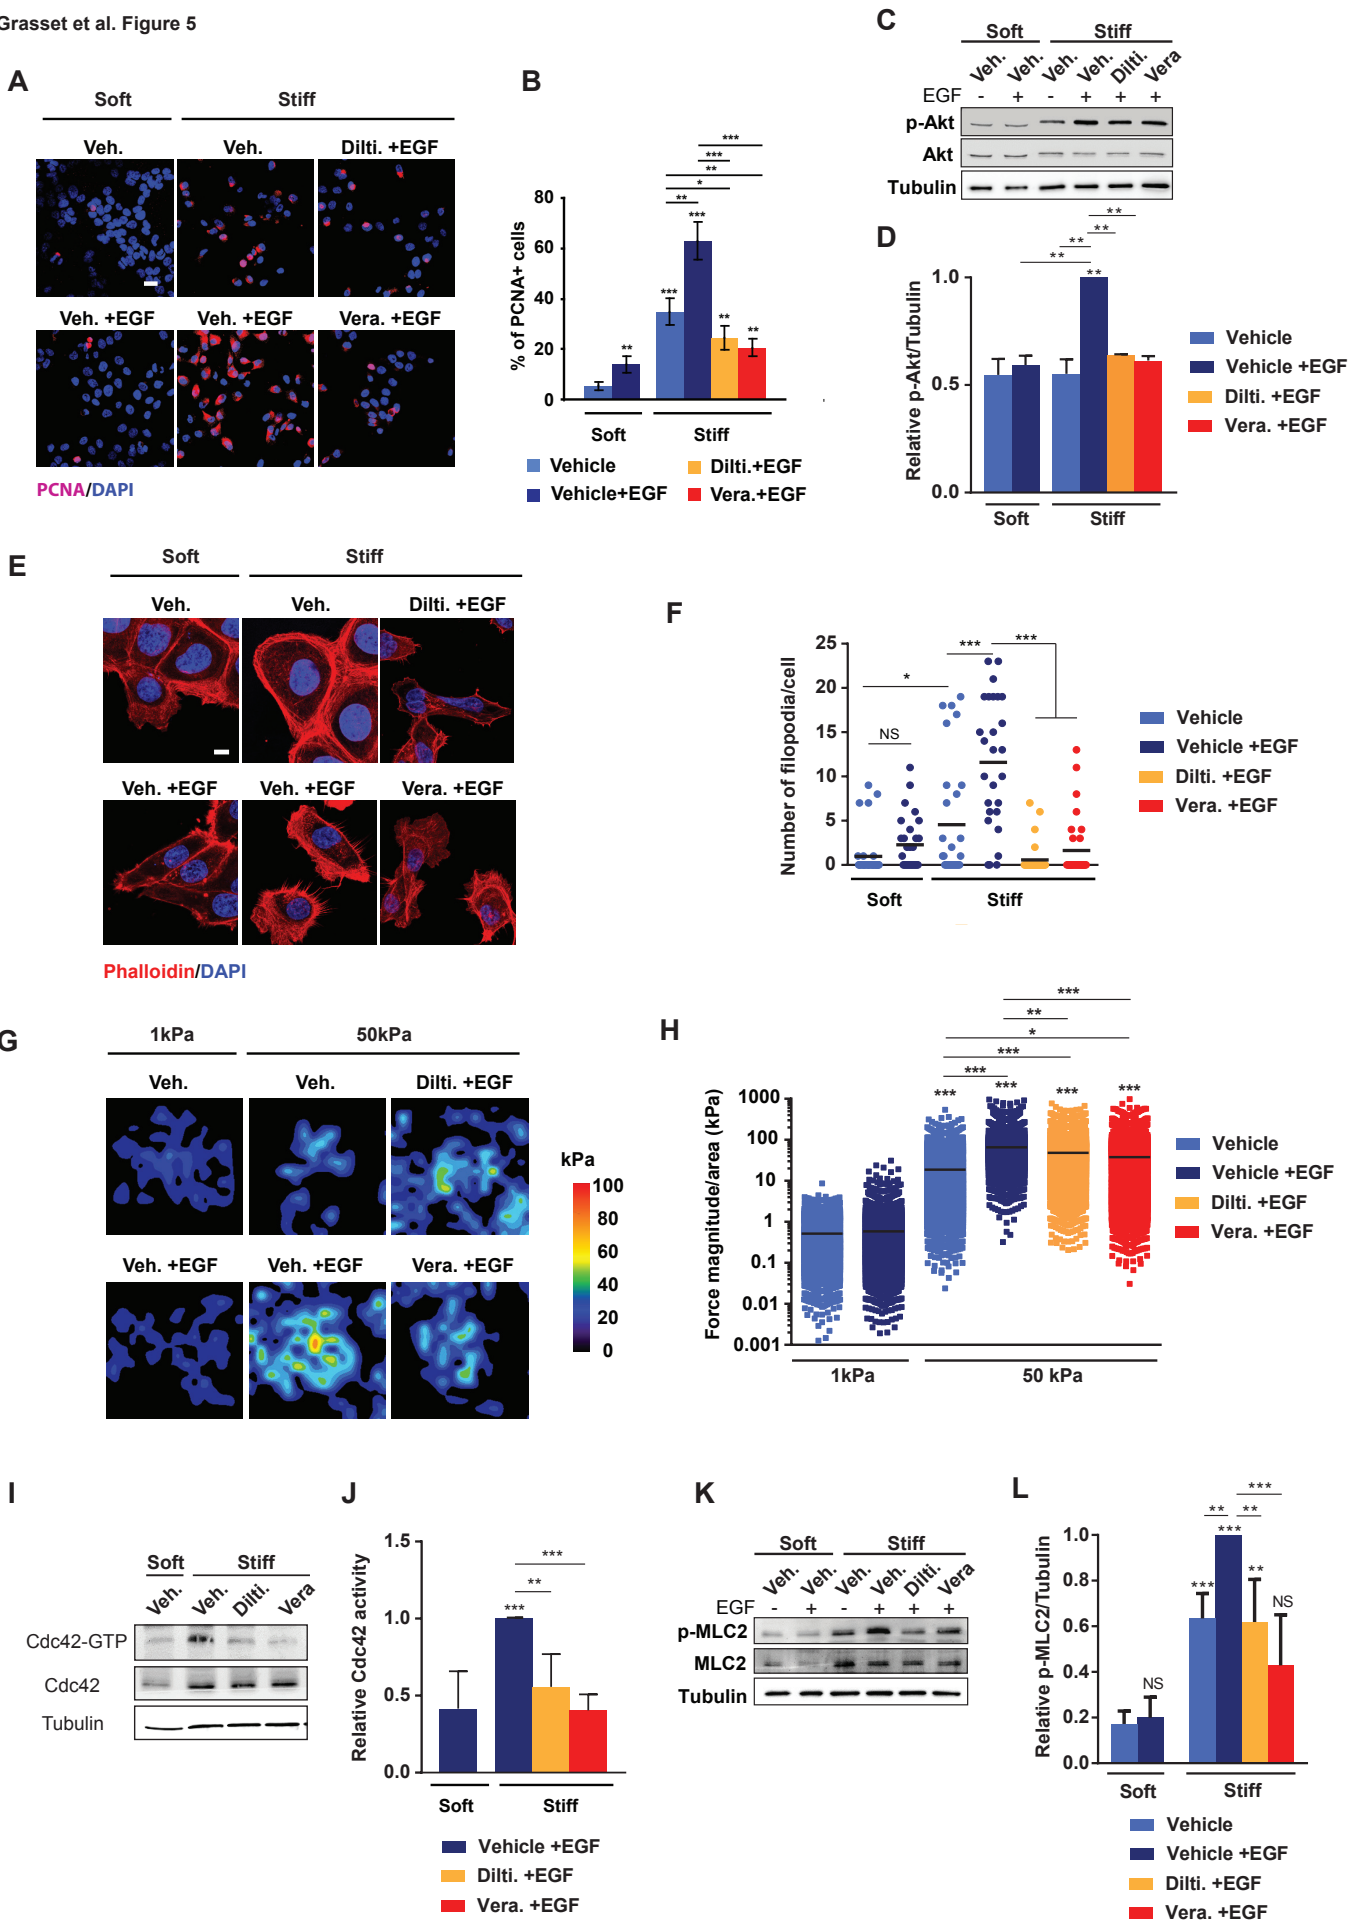 Grasset et al. Figure 5
A
Soft Stiff
Veh. Veh. Dilti. +EGF
Veh. +EGF Veh. +EGF Vera. +EGF
PCNA/DAPI
B
% of PCNA+ cells
80
60
40
20
0
***
***
**
*
**
*** ***
** ** **
Soft Stiff
Vehicle Dilti.+EGF
Vehicle+EGF Vera.+EGF
C
Soft Stiff
Veh. Veh. Veh. Veh. Dilti. Vera
EGF - + - + + +
p-Akt
Akt
Tubulin
D
Relative p-Akt/Tubulin
1.0
0.5
0.0
**
**
**
**
**
Soft Stiff
Vehicle
Vehicle +EGF
Dilti. +EGF
Vera. +EGF
E
Soft Stiff
Veh. Veh. Dilti. +EGF
Veh. +EGF Veh. +EGF Vera. +EGF
Phalloidin/DAPI
F
Number of filopodia/cell
25
20
15
10
5
0
*** ***
*
NS
Soft Stiff
Vehicle
Vehicle +EGF
Dilti. +EGF
Vera. +EGF
G
1kPa 50kPa
Veh. Veh. Dilti. +EGF
Veh. +EGF Veh. +EGF Vera. +EGF
kPa
100
80
60
40
20
0
H
Force magnitude/area (kPa)
1000
100
10
1
0.1
0.01
0.001
***
**
*
***
***
*** *** *** ***
1kPa 50 kPa
Vehicle
Vehicle +EGF
Dilti. +EGF
Vera. +EGF
I
Soft Stiff
Veh. Veh. Dilti. Vera
Cdc42-GTP
Cdc42
Tubulin
J
Relative Cdc42 activity
1.5
1.0
0.5
0.0
***
**
***
Soft Stiff
Vehicle +EGF
Dilti. +EGF
Vera. +EGF
K
Soft Stiff
Veh. Veh. Veh. Veh. Dilti. Vera
EGF - + - + + +
p-MLC2
MLC2
Tubulin
L
Relative p-MLC2/Tubulin
1.0
0.8
0.6
0.4
0.2
0.0
***
** **
***
*** ** NS
NS
Soft Stiff
Vehicle
Vehicle +EGF
Dilti. +EGF
Vera. +EGF